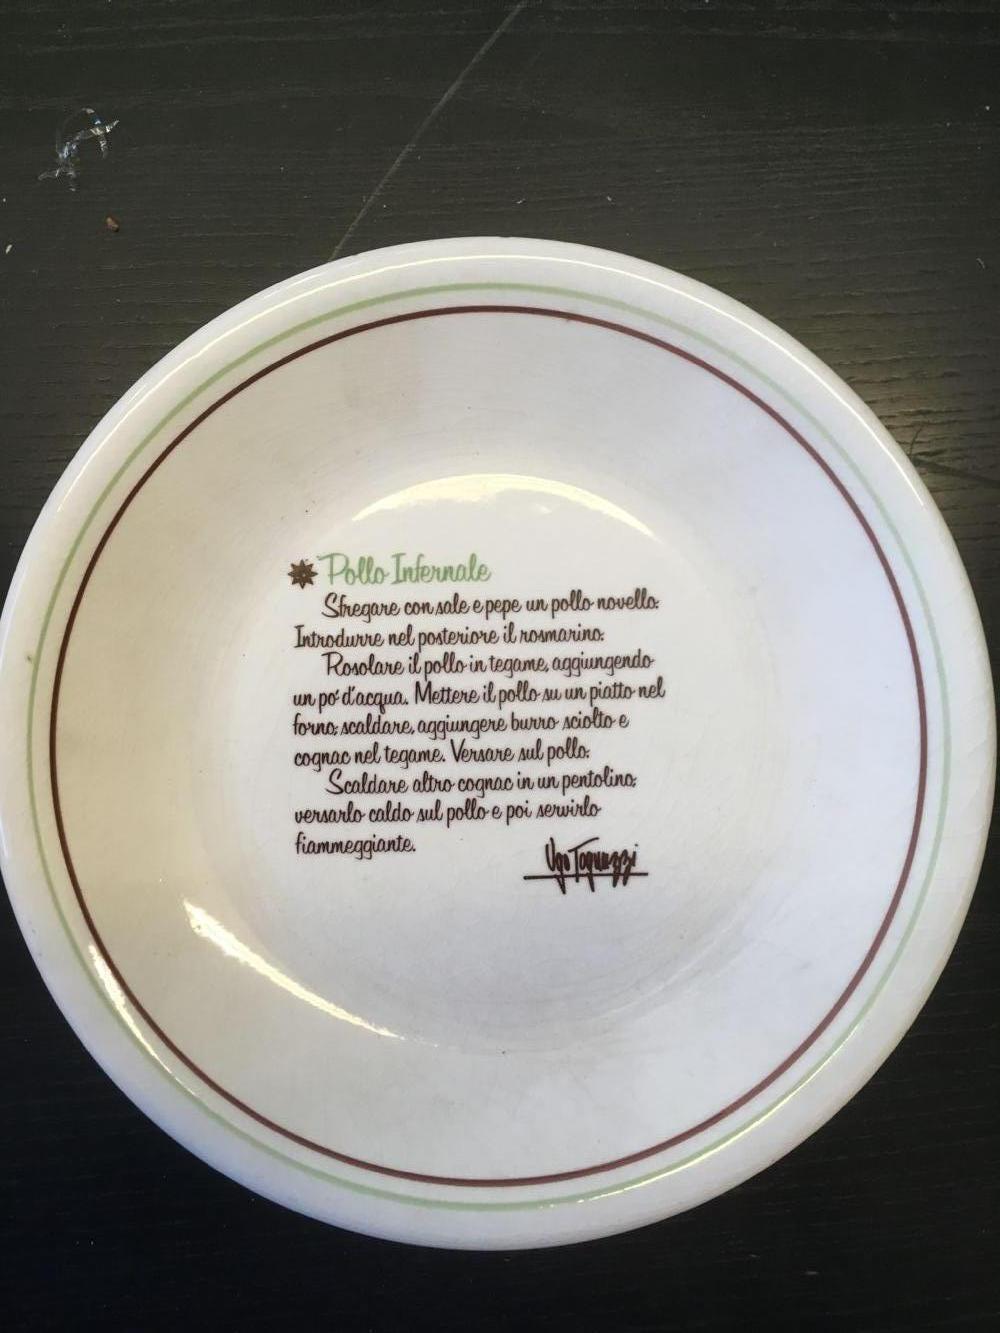 Pollo Infernale
Sfregare con sale e pepe un pollo novello.
Introdurre nel posteriore il rosmarino.
Rosolare il pollo in tegame, aggiungendo
un po' d'acqua. Mettere il pollo su un piatto nel
forno, scaldare, aggiungere burro sciolto e
cognac nel tegame. Versare sul pollo.
Scaldare altro cognac in un pentolino,
versarlo caldo sul pollo e poi servirlo
fiammeggiante.
Ugo Tognazzi